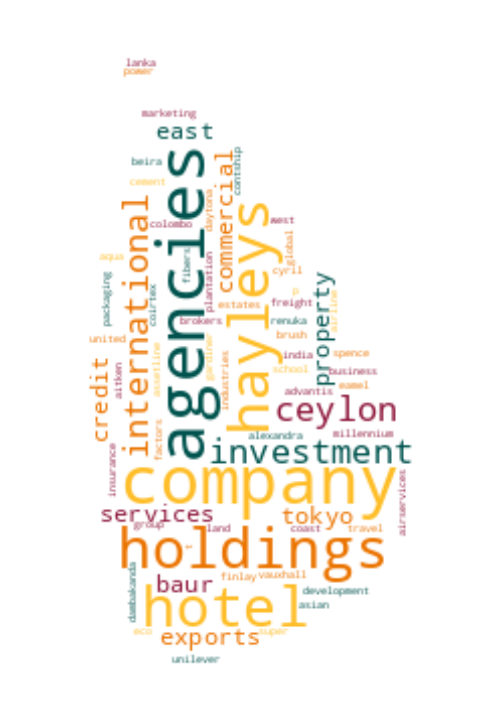 lanka
power
marketing
east
beira
cement
agencies
commercial
contship
international
daytona
colombo
hayleys
west
global
cyril
aqua
fibers
plantation
packaging
coirtex
p
property
airline
estates
freight
brokers
renuka
brush
united
assetline
gardiner
industries
india
spence
school
business
aitken
credit
advantis
eamel
ceylon
factors
alexandra
millennium
investment
insurance
company
airservices
services
tokyo
group
land
coast
travel
holdings
baur
finlay
vauxhall
dambakanda
hotel
development
asian
eco
super
exports
unilever